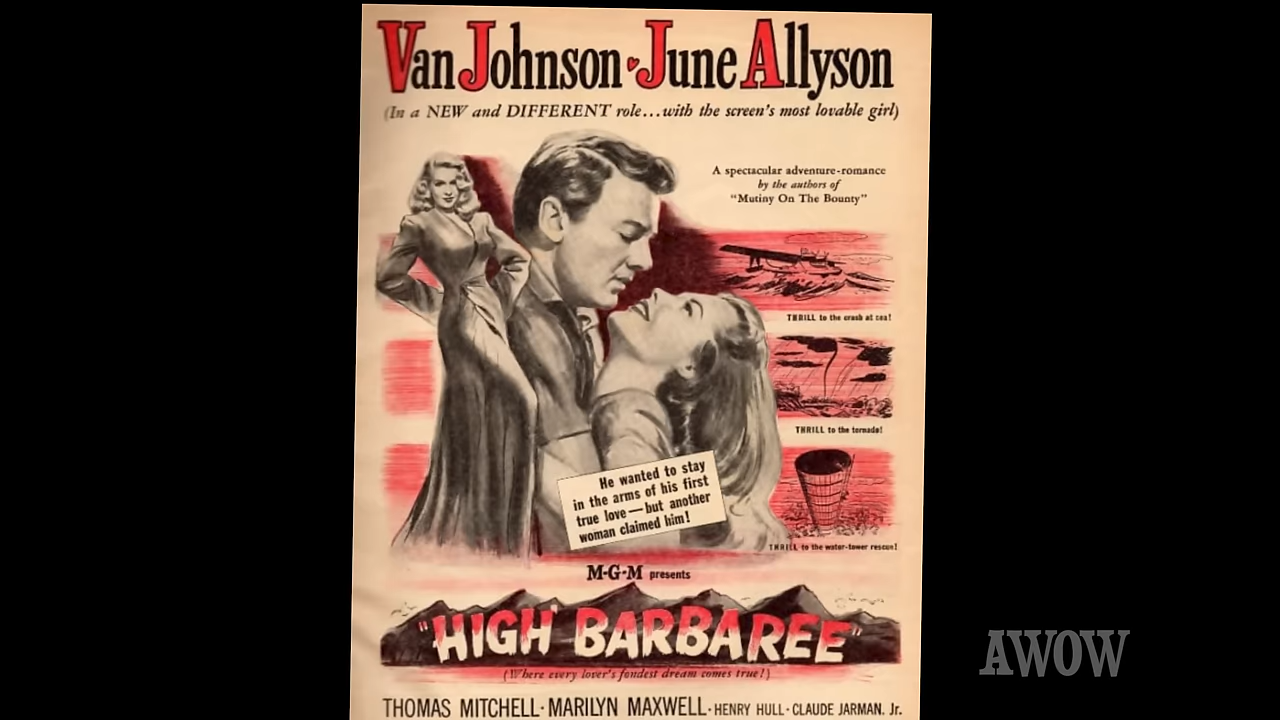 Van Johnson • June Allyson
(In a NEW and DIFFERENT role...with the screen's most lovable girl)
A spectacular adventure-romance
by the authors of
"Mutiny On The Bounty"
THRILL to the crash at sea!
THRILL to the tornado!
He wanted to stay
in the arms of his first
true love—but another
woman claimed him!
THRILL to the water-tower rescue!
M-G-M presents
"HIGH BARBAREE"
(Where every lover's fondest dream comes true!)
THOMAS MITCHELL · MARILYN MAXWELL · HENRY HULL · CLAUDE JARMAN, Jr.
AWOW